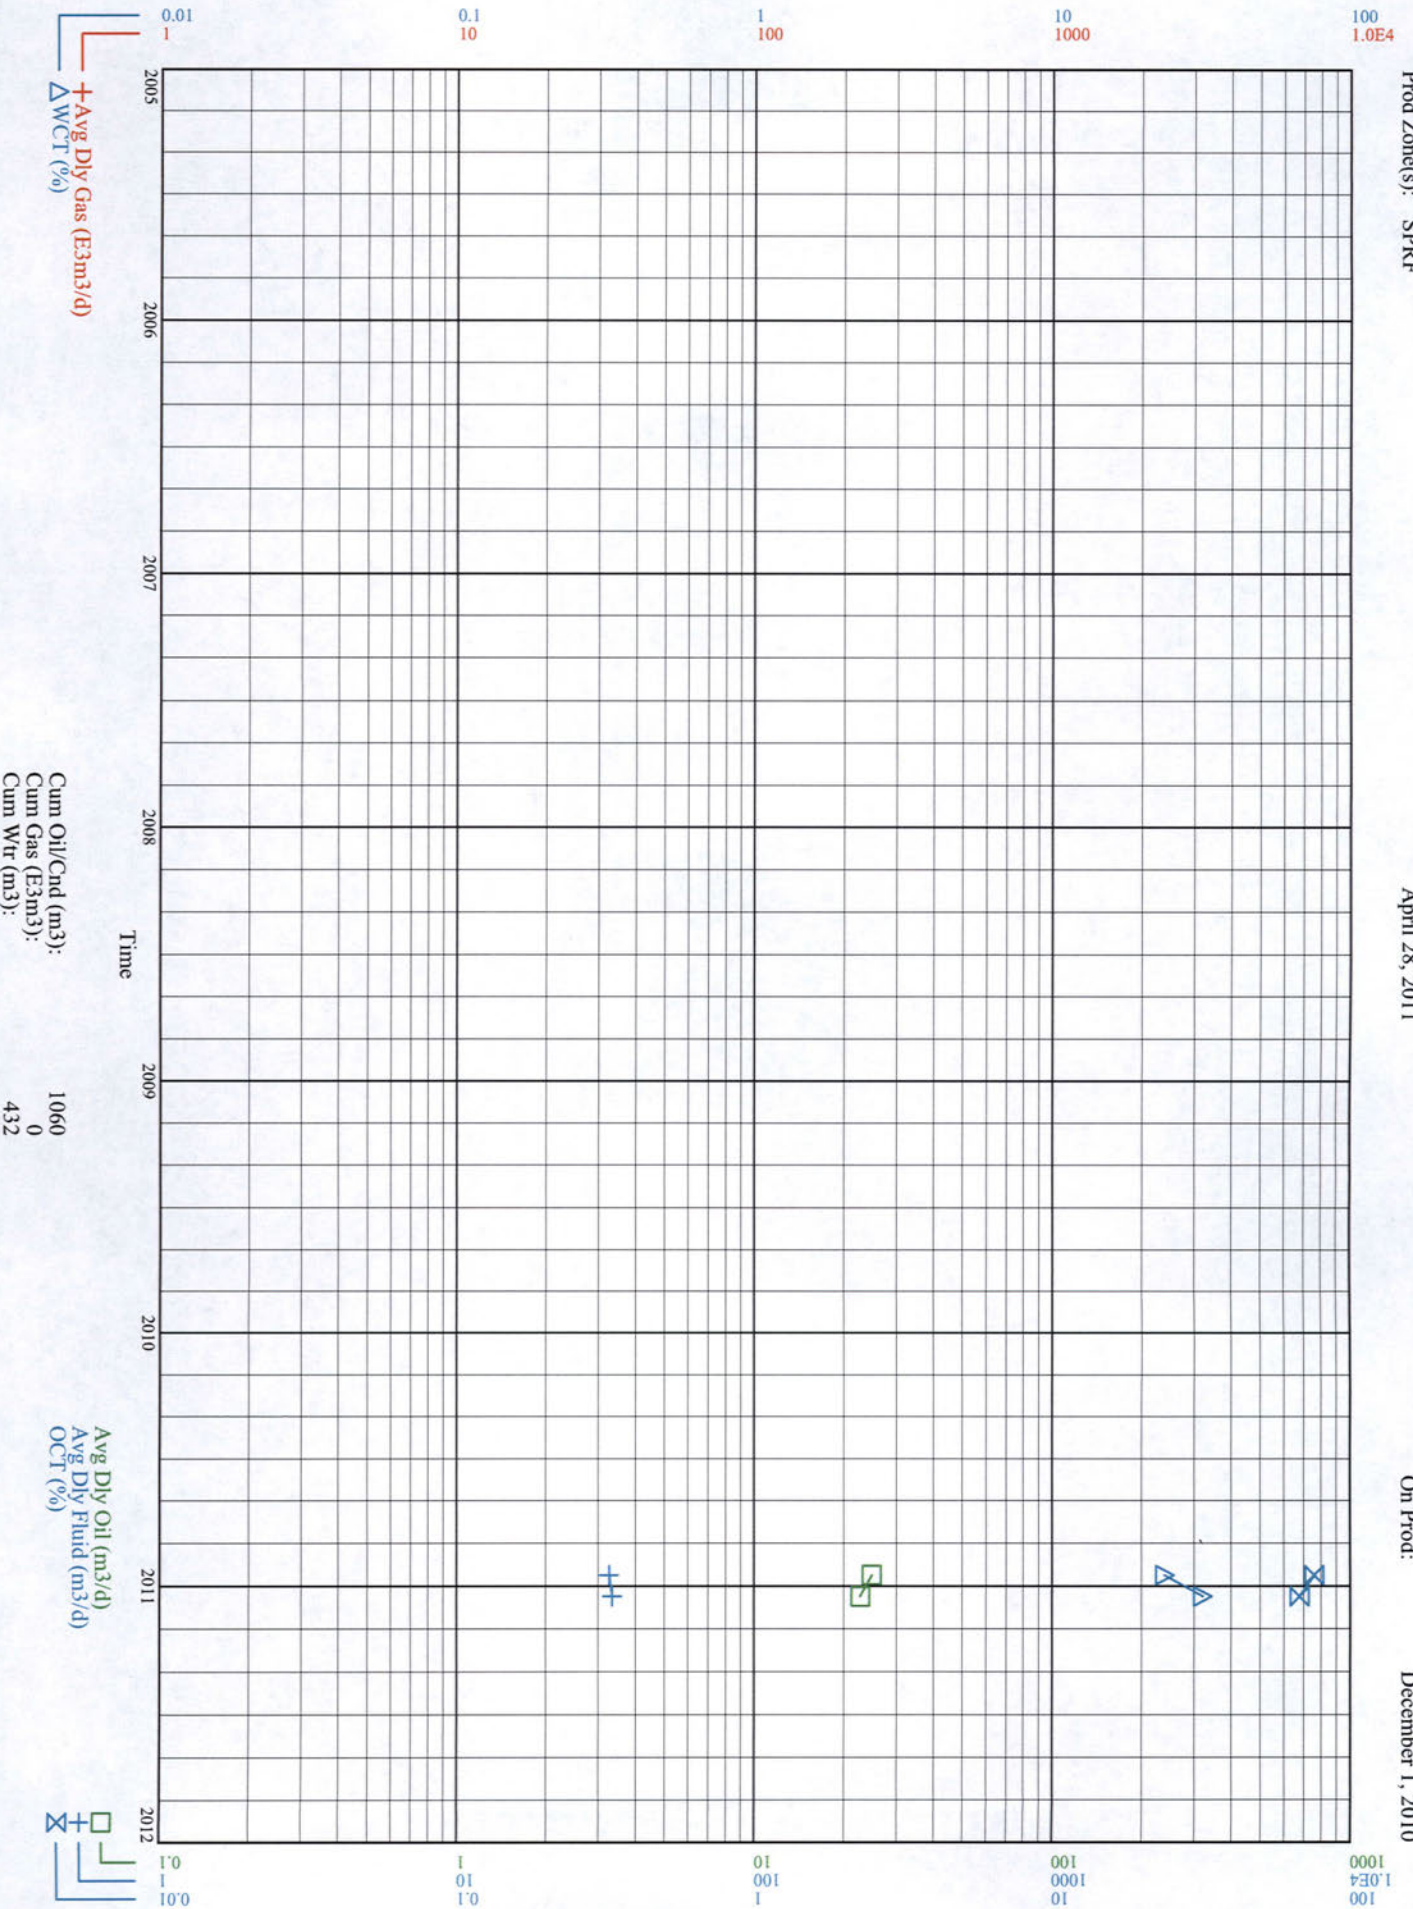 Prod Zone(s): SPRF
April 28, 2011
On Prod: December 1, 2010
100
1.0E4
10
1000
1
100
0.1
10
0.01
1
1000
1.0E4
100
100
1000
10
10
100
1
1
10
0.1
0.1
1
0.01
2005
2006
2007
2008
2009
2010
2011
2012
Time
Avg Dly Gas (E3m3/d)
WCT (%)
Avg Dly Oil (m3/d)
Avg Dly Fluid (m3/d)
OCT (%)
Cum Oil/Cnd (m3): 1060
Cum Gas (E3m3): 0
Cum Wtr (m3): 432